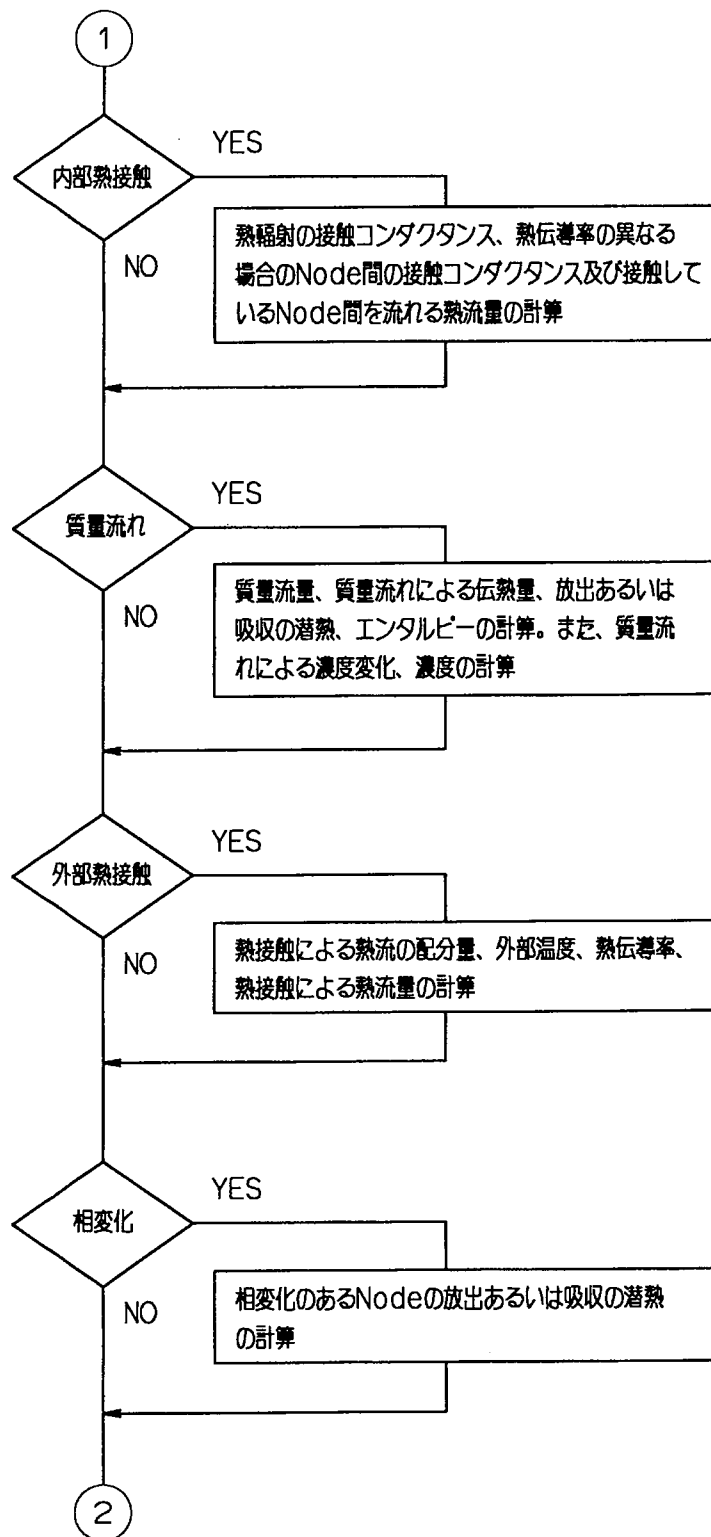 1
内部熱接触
YES
熱輻射の接触コンダクタンス、熱伝導率の異なる
場合のNode間の接触コンダクタンス及び接触して
いるNode間を流れる熱流量の計算
NO
質量流れ
YES
質量流量、質量流れによる伝熱量、放出あるいは
吸収の潜熱、エンタルピーの計算。また、質量流
れによる濃度変化、濃度の計算
NO
外部熱接触
YES
熱接触による熱流の配分量、外部温度、熱伝導率、
熱接触による熱流量の計算
NO
相変化
YES
相変化のあるNodeの放出あるいは吸収の潜熱
の計算
NO
2